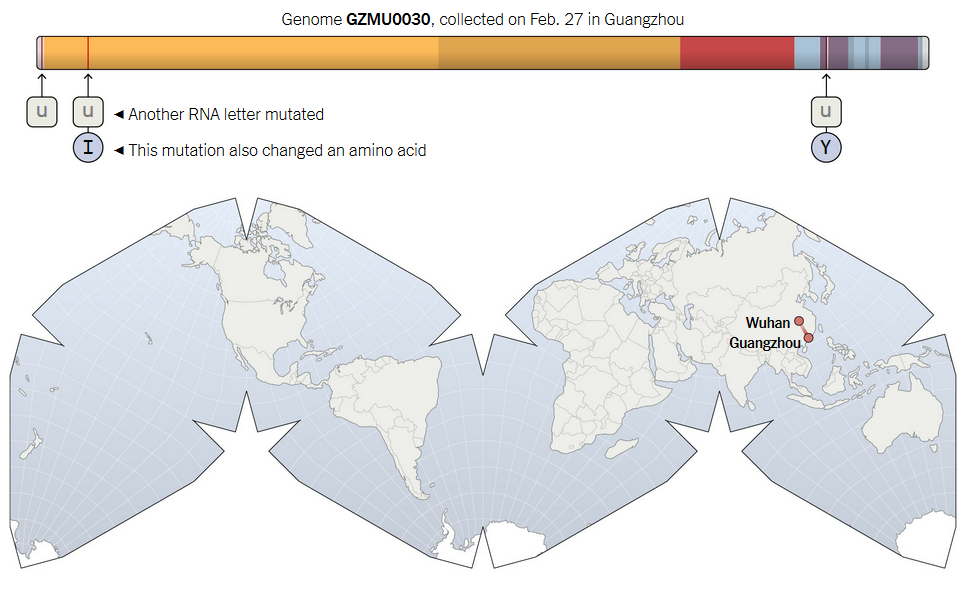 Genome GZMU0030, collected on Feb. 27 in Guangzhou
u
u
◄ Another RNA letter mutated
u
I
◄ This mutation also changed an amino acid
Y
Wuhan
Guangzhou